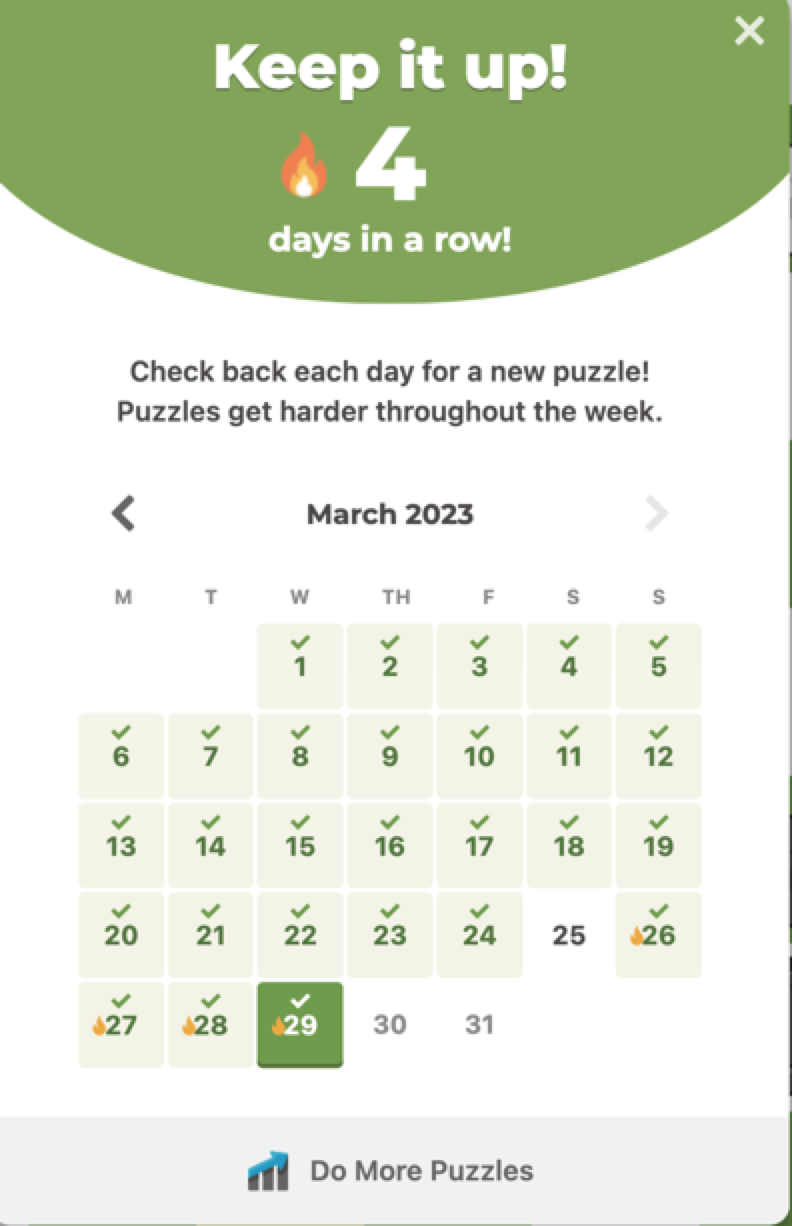 Keep it up!
4
days in a row!
Check back each day for a new puzzle!
Puzzles get harder throughout the week.
March 2023
M T W TH F S S
1 2 3 4 5
6 7 8 9 10 11 12
13 14 15 16 17 18 19
20 21 22 23 24 25 26
27 28 29 30 31
Do More Puzzles